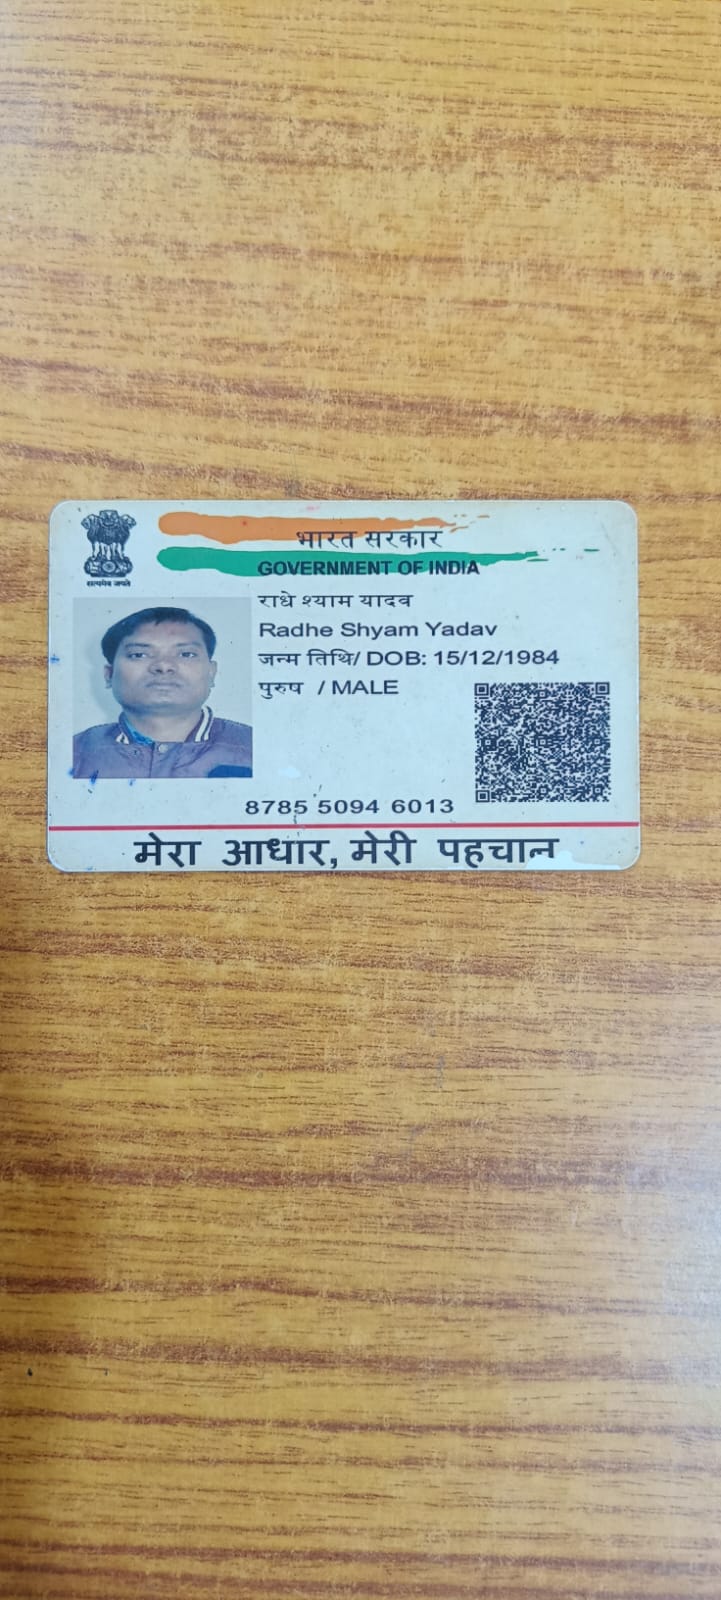 भारत सरकार
GOVERNMENT OF INDIA
सत्यमेव जयते
राधे श्याम यादव
Radhe Shyam Yadav
जन्म तिथि/ DOB: 15/12/1984
पुरुष / MALE
8785 5094 6013
मेरा आधार, मेरी पहचान